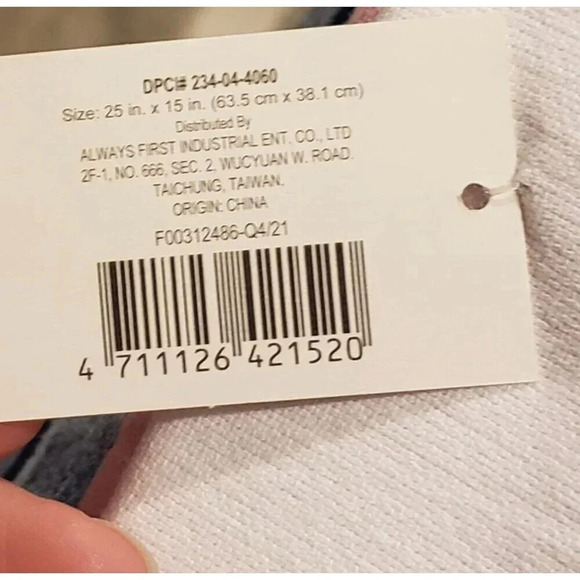 DPCI# 234-04-4060
Size: 25 in. x 15 in. (63.5 cm x 38.1 cm)
Distributed By
ALWAYS FIRST INDUSTRIAL ENT. CO., LTD
2F-1, NO. 666, SEC. 2, WUCYUAN W. ROAD.
TAICHUNG, TAIWAN.
ORIGIN: CHINA
F00312486-Q4/21
4 711126 421520